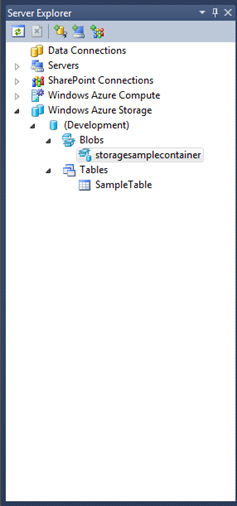 Server Explorer
Data Connections
Servers
SharePoint Connections
Windows Azure Compute
Windows Azure Storage
(Development)
Blobs
storagesamplecontainer
Tables
SampleTable